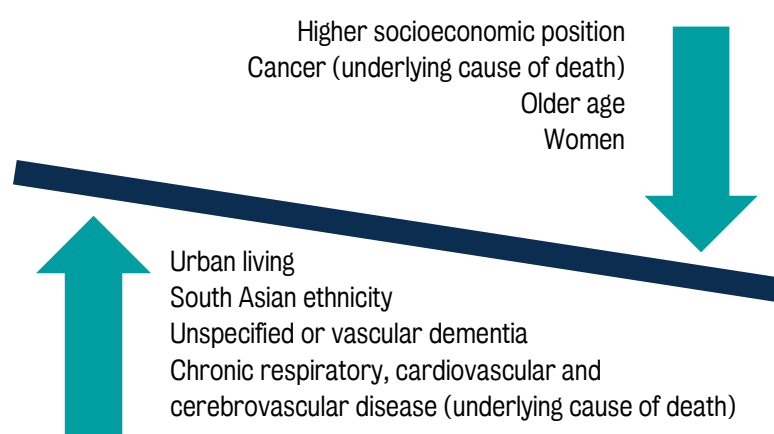 Higher socioeconomic position
Cancer (underlying cause of death)
Older age
Women
Urban living
South Asian ethnicity
Unspecified or vascular dementia
Chronic respiratory, cardiovascular and
cerebrovascular disease (underlying cause of death)